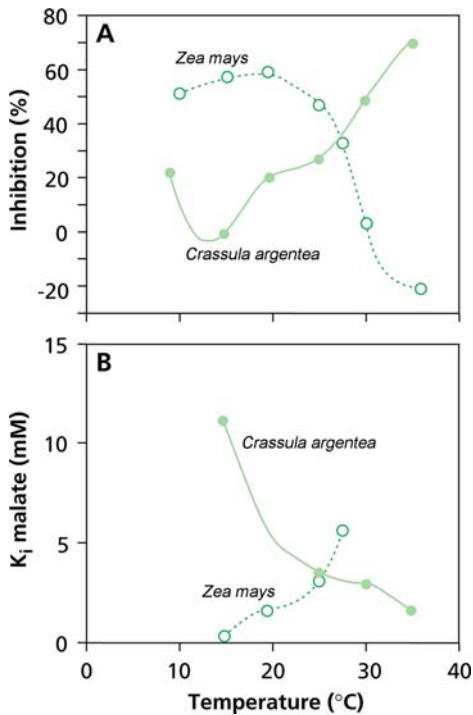 80
A
Zea mays
60
40
20
0
-20
Inhibition (%)
Crassula argentea
15
B
Crassula argentea
10
5
0
Zea mays
K_i malate (mM)
0 10 20 30 40
Temperature (°C)